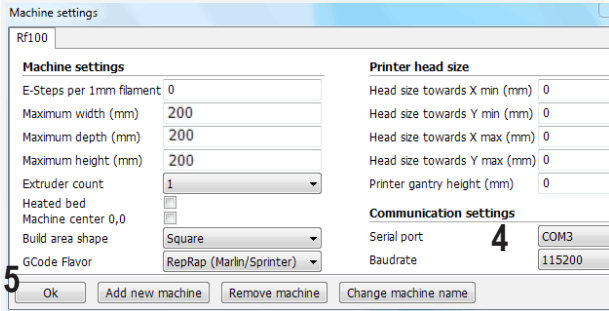 Machine settings
Rf100
Machine settings
E-Steps per 1mm filament 0
Maximum width (mm) 200
Maximum depth (mm) 200
Maximum height (mm) 200
Extruder count 1
Heated bed
Machine center 0,0
Build area shape Square
GCode Flavor RepRap (Marlin/Sprinter)
Printer head size
Head size towards X min (mm) 0
Head size towards Y min (mm) 0
Head size towards X max (mm) 0
Head size towards Y max (mm) 0
Printer gantry height (mm) 0
Communication settings
Serial port 4 COM3
Baudrate 115200
5
Ok Add new machine Remove machine Change machine name